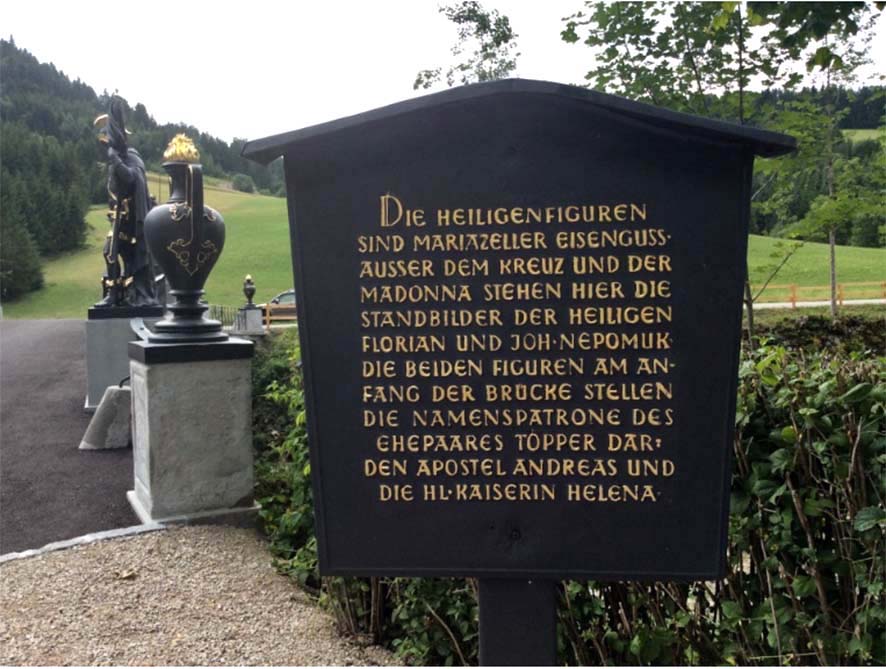 DIE HEILIGENFIGUREN
SIND MARIAZELLER EISENGUSS·
AUSSER DEM KREUZ UND DER
MADONNA STEHEN HIER DIE
STANDBILDER DER HEILIGEN
FLORIAN UND JOH·NEPOMUK·
DIE BEIDEN FIGUREN AM AN-
FANG DER BRÜCKE STELLEN
DIE NAMENSPATRONE DES
EHEPAARES TÖPPER DAR:
DEN APOSTEL ANDREAS UND
DIE HL·KAISERIN HELENA·